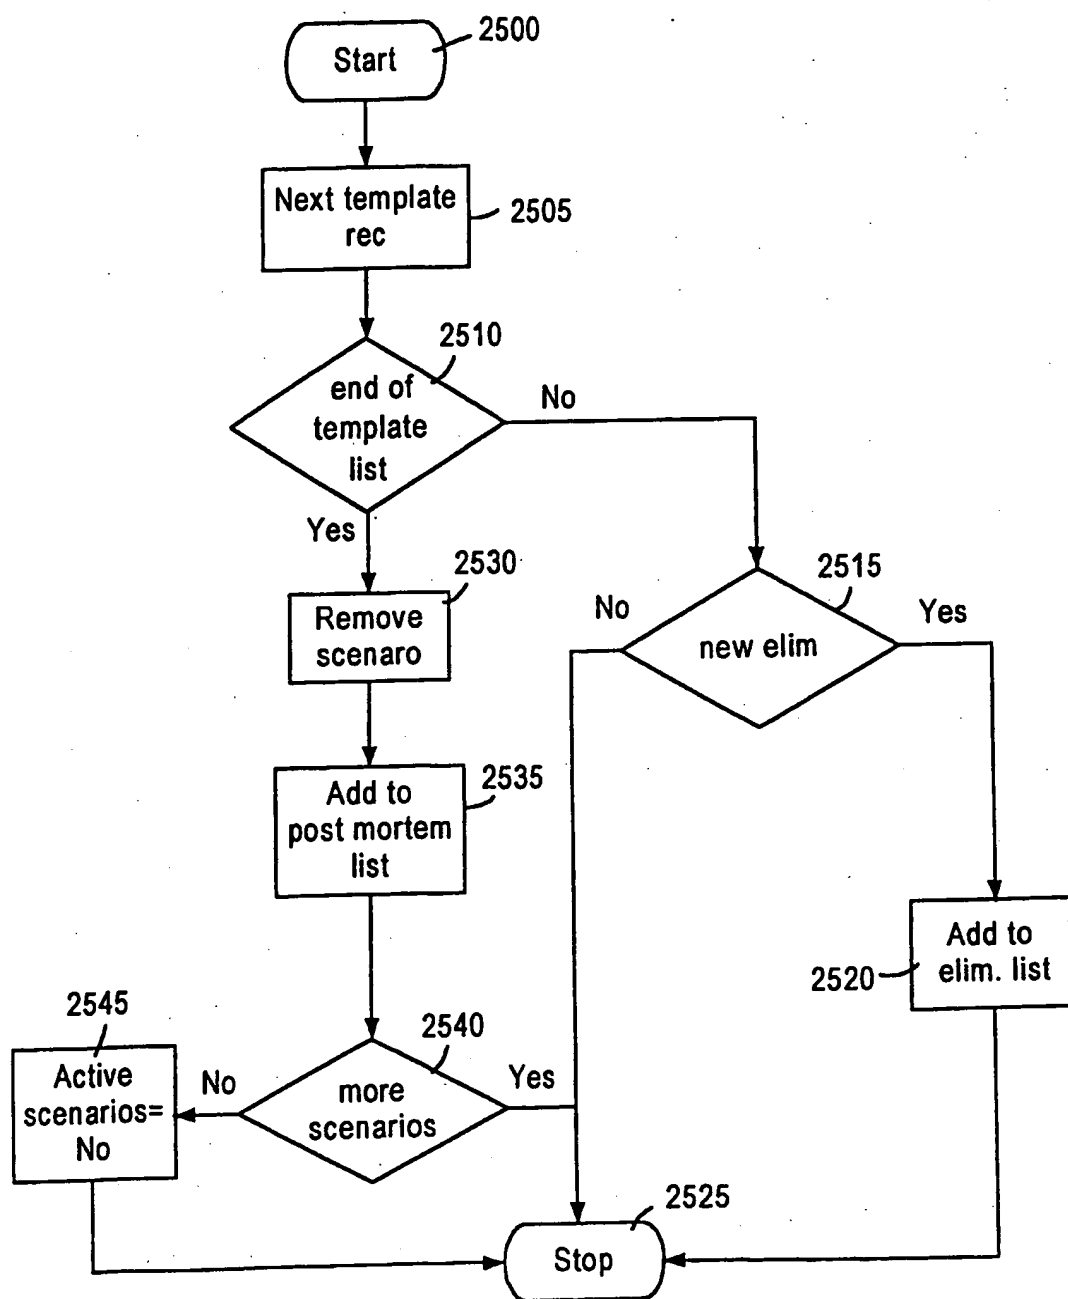 2500
Start
Next template
rec
2505
2510
end of
template
list
No
Yes
2530
Remove
scenaro
2515
No
Yes
new elim
2535
Add to
post mortem
list
Add to
elim. list
2520
2545
Active
scenarios=
No
No
2540
more
scenarios
Yes
2525
Stop